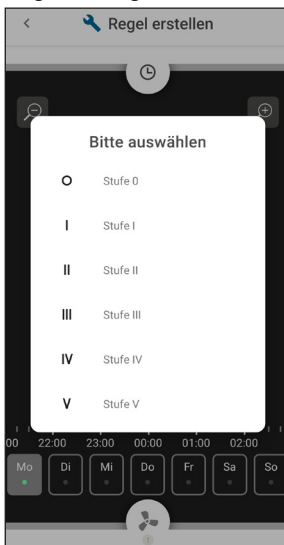 Regel erstellen
Bitte auswählen
O Stufe 0
I Stufe I
II Stufe II
III Stufe III
IV Stufe IV
V Stufe V
00 22:00 23:00 00:00 01:00 02:00
Mo Di Mi Do Fr Sa So
I